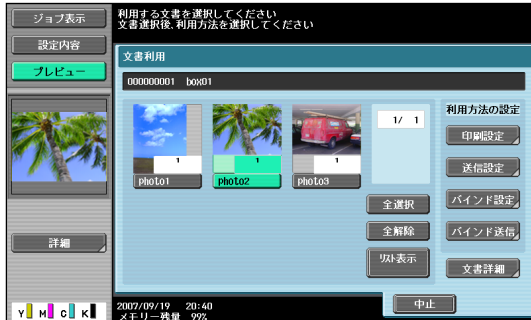 ジョブ表示
利用する文書を選択してください
文書選択後、利用方法を選択してください
設定内容
プレビュー
文書利用
000000001 box01
1/ 1
利用方法の設定
印刷設定
送信設定
バインド設定
バインド送信
1
1
1
photo1
photo2
photo3
全選択
全解除
リスト表示
文書詳細
詳細
中止
Y M C K
2007/09/19 20:40
メモリー残量 99%